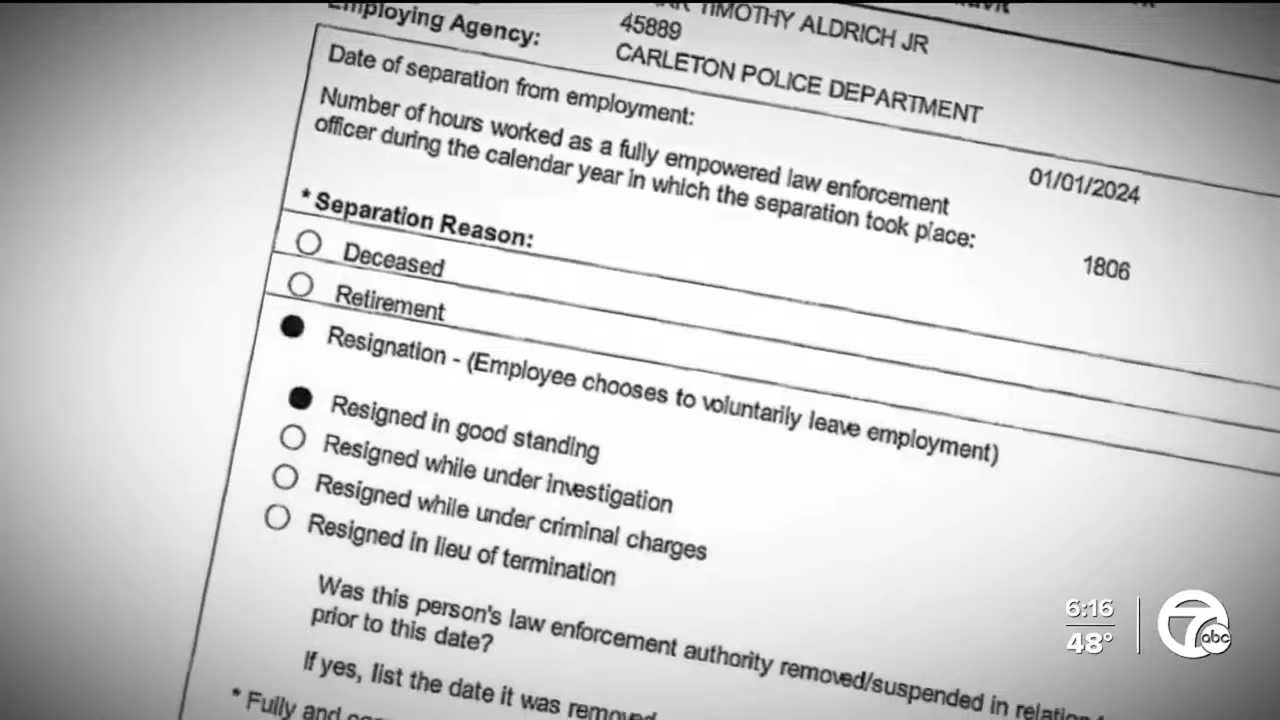 TIMOTHY ALDRICH JR
45889
Employing Agency: CARLETON POLICE DEPARTMENT
Date of separation from employment: 01/01/2024
Number of hours worked as a fully empowered law enforcement
officer during the calendar year in which the separation took place: 1806
* Separation Reason:
Deceased
Retirement
Resignation - (Employee chooses to voluntarily leave employment)
Resigned in good standing
Resigned while under investigation
Resigned while under criminal charges
Resigned in lieu of termination
Was this person's law enforcement authority removed/suspended in relation
prior to this date?
If yes, list the date it was removed
* Fully and
6:16
48°
7
abc